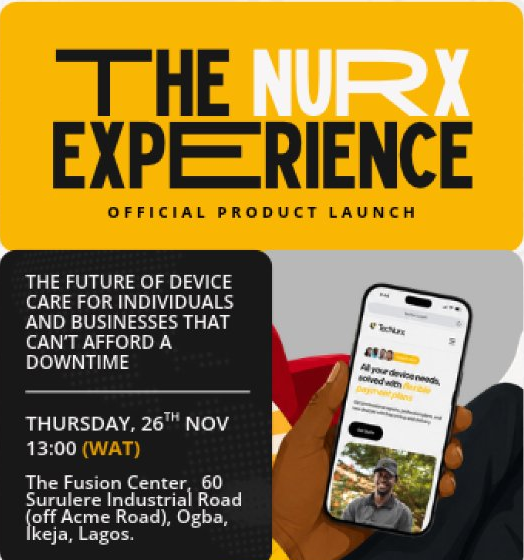 THE NURX
EXPERIENCE
OFFICIAL PRODUCT LAUNCH
THE FUTURE OF DEVICE
CARE FOR INDIVIDUALS
AND BUSINESSES THAT
CAN'T AFFORD A
DOWNTIME
THURSDAY, 26TH NOV
13:00 (WAT)
The Fusion Center, 60
Surulere Industrial Road
(off Acme Road), Ogba,
Ikeja, Lagos.
TecNurx
All your device needs,
solved with flexible
payment plans